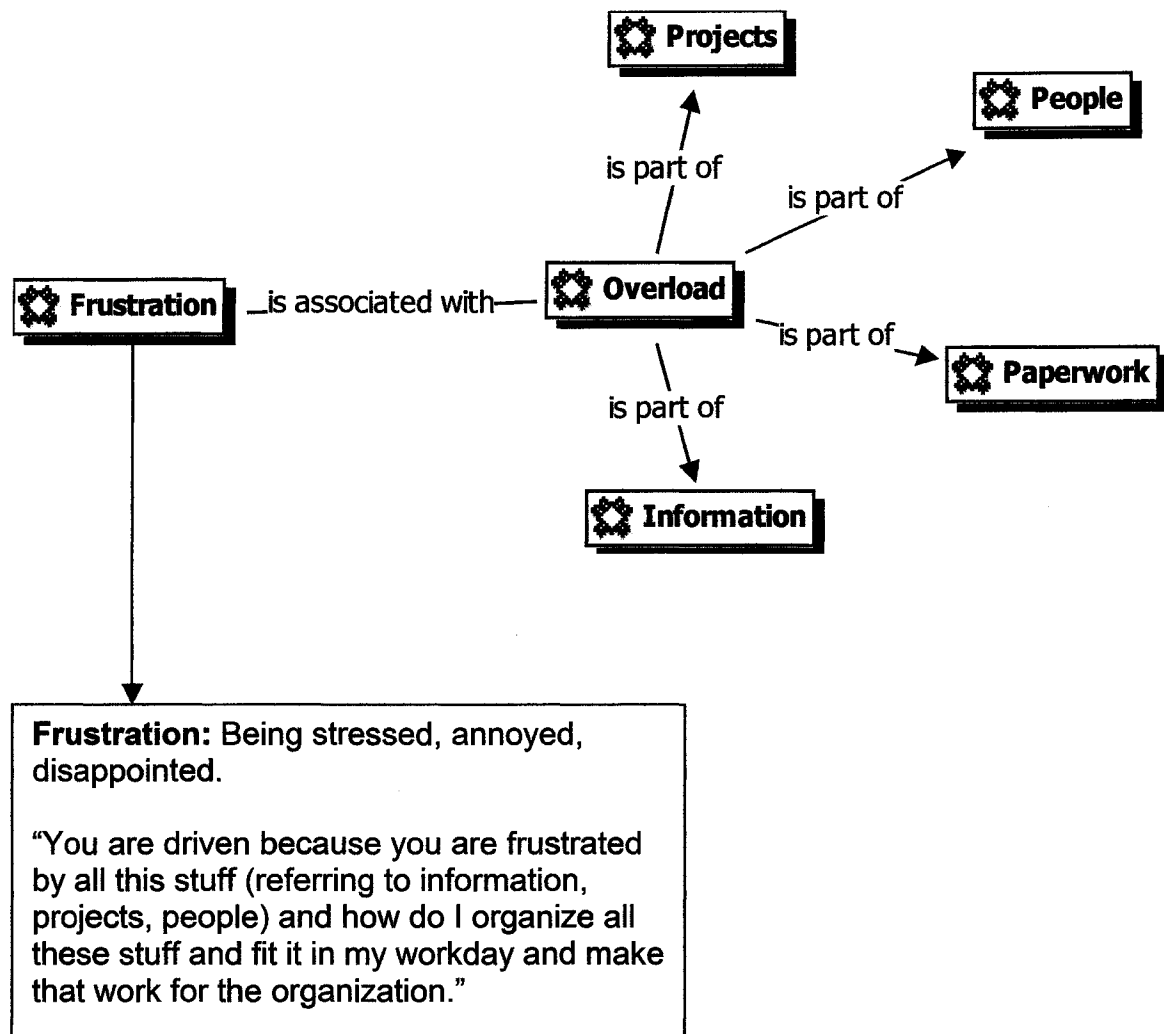 Projects
People
is part of
is part of
Frustration
is associated with
Overload
is part of
Paperwork
is part of
Information
Frustration: Being stressed, annoyed,
disappointed.
“You are driven because you are frustrated
by all this stuff (referring to information,
projects, people) and how do I organize all
these stuff and fit it in my workday and make
that work for the organization.”